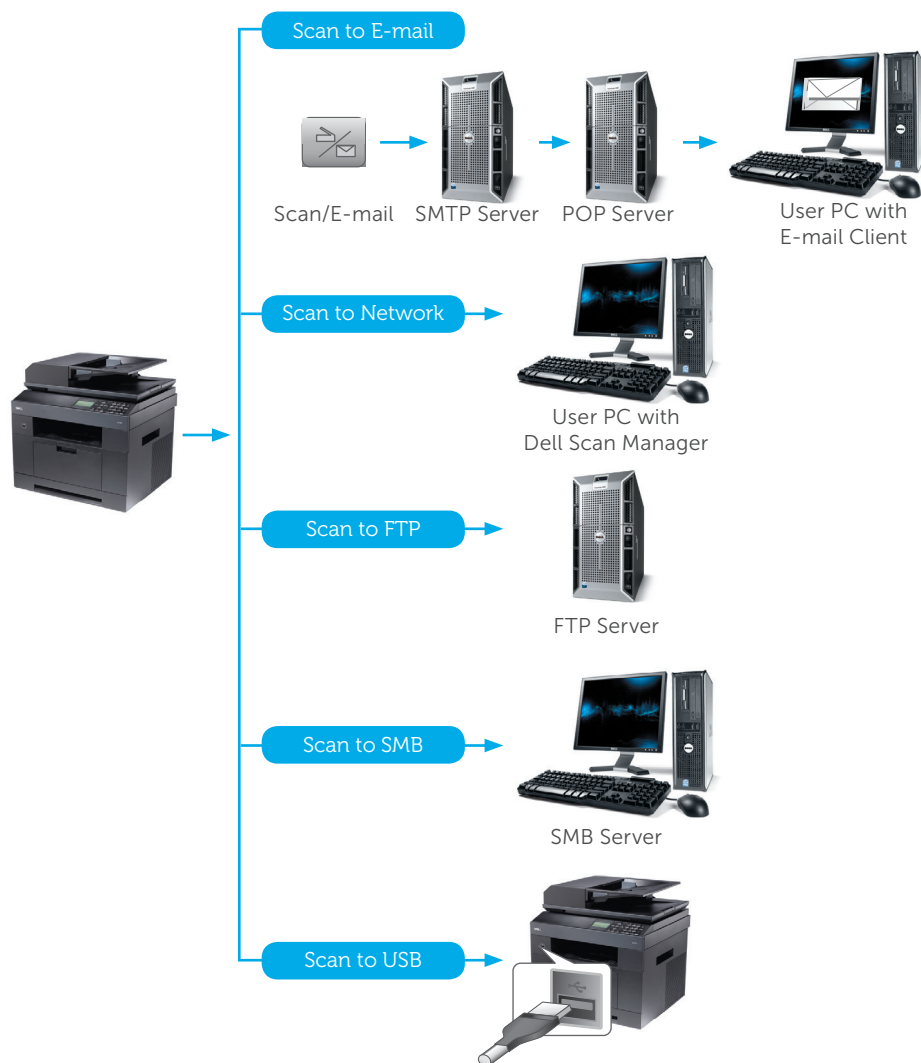 Scan to E-mail
Scan/E-mail
SMTP Server
POP Server
User PC with
E-mail Client
Scan to Network
User PC with
Dell Scan Manager
Scan to FTP
FTP Server
Scan to SMB
SMB Server
Scan to USB